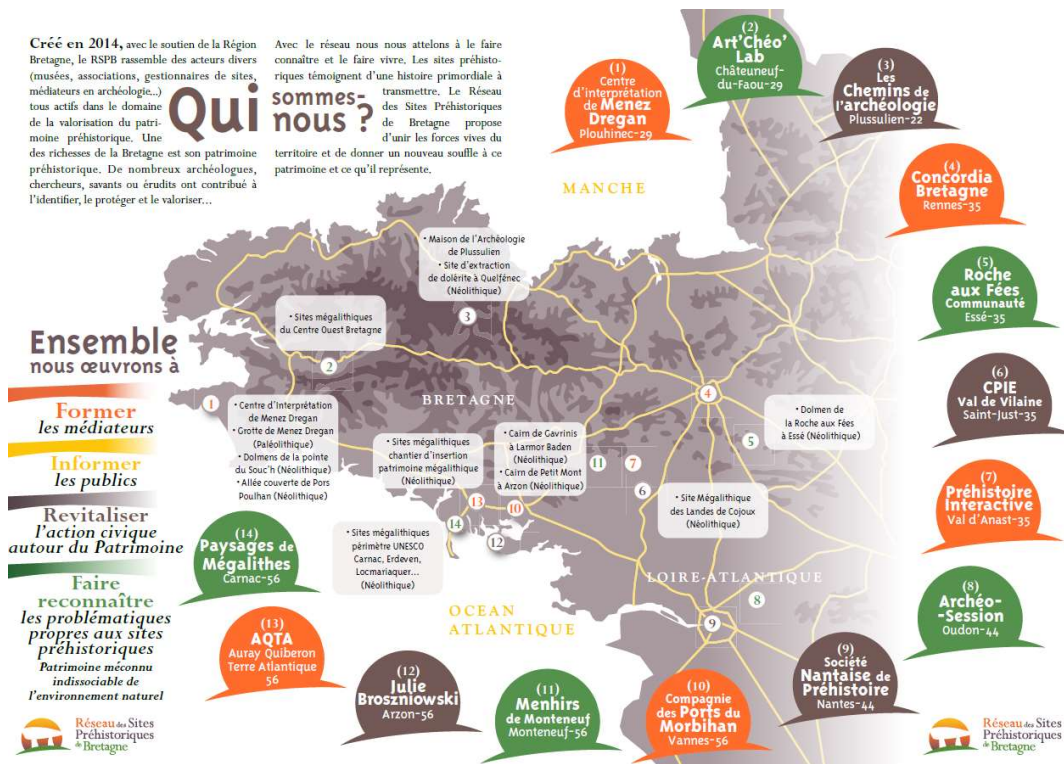 Créé en 2014, avec le soutien de la Région
Bretagne, le RSPB rassemble des acteurs divers
(musées, associations, gestionnaires de sites,
médiateurs en archéologie...)
tous actifs dans le domaine
de la valorisation du patri-
moine préhistorique. Une
des richesses de la Bretagne est son patrimoine
préhistorique. De nombreux archéologues,
chercheurs, savants ou érudits ont contribué à
l'identifier, le protéger et le valoriser...
Qui sommes-
nous ?
Avec le réseau nous nous attelons à le faire
connaître et le faire vivre. Les sites préhisto-
riques témoignent d'une histoire primordiale à
transmettre. Le Réseau
des Sites Préhistoriques
de Bretagne propose
d'unir les forces vives du
territoire et de donner un nouveau souffle à ce
patrimoine et ce qu'il représente.
(1)
Centre
d'interprétation
de Menez
Dregan
Plouhinec-29
(2)
Art'Chéo'
Lab
Châteuneuf-
du-Faou-29
(3)
Les
Chemins de
l'archéologie
Plussulien-22
(4)
Concordia
Bretagne
Rennes-35
(5)
Roche
aux Fées
Communauté
Essé-35
(6)
CPIE
Val de Vilaine
Saint-Just-35
(7)
Préhistoire
Interactive
Val d'Anast-35
(8)
Archéo-
-Session
Oudon-44
(9)
Société
Nantaise de
Préhistoire
Nantes-44
(10)
Compagnie
des Ports du
Morbihan
Vannes-56
(11)
Menhirs
de Monteneuf
Monteneuf-56
(12)
Julie
Broszniowski
Arzon-56
(13)
AQTA
Auray Quiberon
Terre Atlantique
56
(14)
Paysages de
Mégalithes
Carnac-56
MANCHE
• Maison de l'Archéologie
de Plussulien
• Site d'extraction
de dolérite à Quelfénec
(Néolithique)
3
• Sites mégalithiques
du Centre Ouest Bretagne
2
1
• Centre d'Interprétation
de Menez Dregan
• Grotte de Menez Dregan
(Paléolithique)
• Dolmens de la pointe
du Souc'h (Néolithique)
• Allée couverte de Pors
Poulhan (Néolithique)
BRETAGNE
4
• Sites mégalithiques
chantier d'insertion
patrimoine mégalithique
(Néolithique)
• Cairn de Gavrinis
à Larmor Baden
(Néolithique)
• Cairn de Petit Mont
à Arzon (Néolithique)
• Dolmen de
la Roche aux Fées
à Essé (Néolithique)
5
11
7
6
• Site Mégalithique
des Landes de Cojoux
(Néolithique)
13
10
14
12
• Sites mégalithiques
périmètre UNESCO
Carnac, Erdeven,
Locmariaquer...
(Néolithique)
LOIRE-ATLANTIQUE
8
9
OCEAN
ATLANTIQUE
Ensemble
nous œuvrons à
Former
les médiateurs
Informer
les publics
Revitaliser
l'action civique
autour du Patrimoine
Faire
reconnaître
les problématiques
propres aux sites
préhistoriques
Patrimoine méconnu
indissociable de
l'environnement naturel
Réseau des Sites
Préhistoriques
de Bretagne
Réseau des Sites
Préhistoriques
de Bretagne